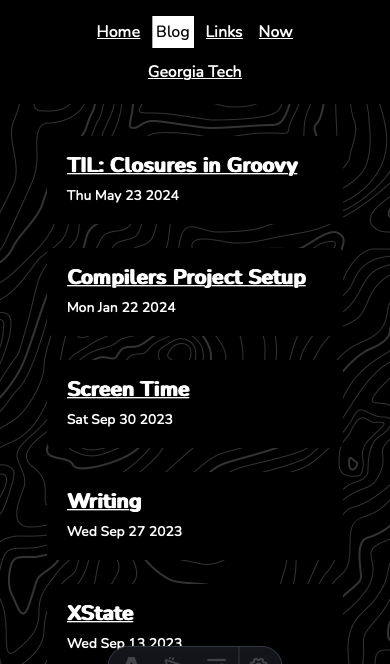 Home Blog Links Now
Georgia Tech
TIL: Closures in Groovy
Thu May 23 2024
Compilers Project Setup
Mon Jan 22 2024
Screen Time
Sat Sep 30 2023
Writing
Wed Sep 27 2023
XState
Wed Sep 13 2023